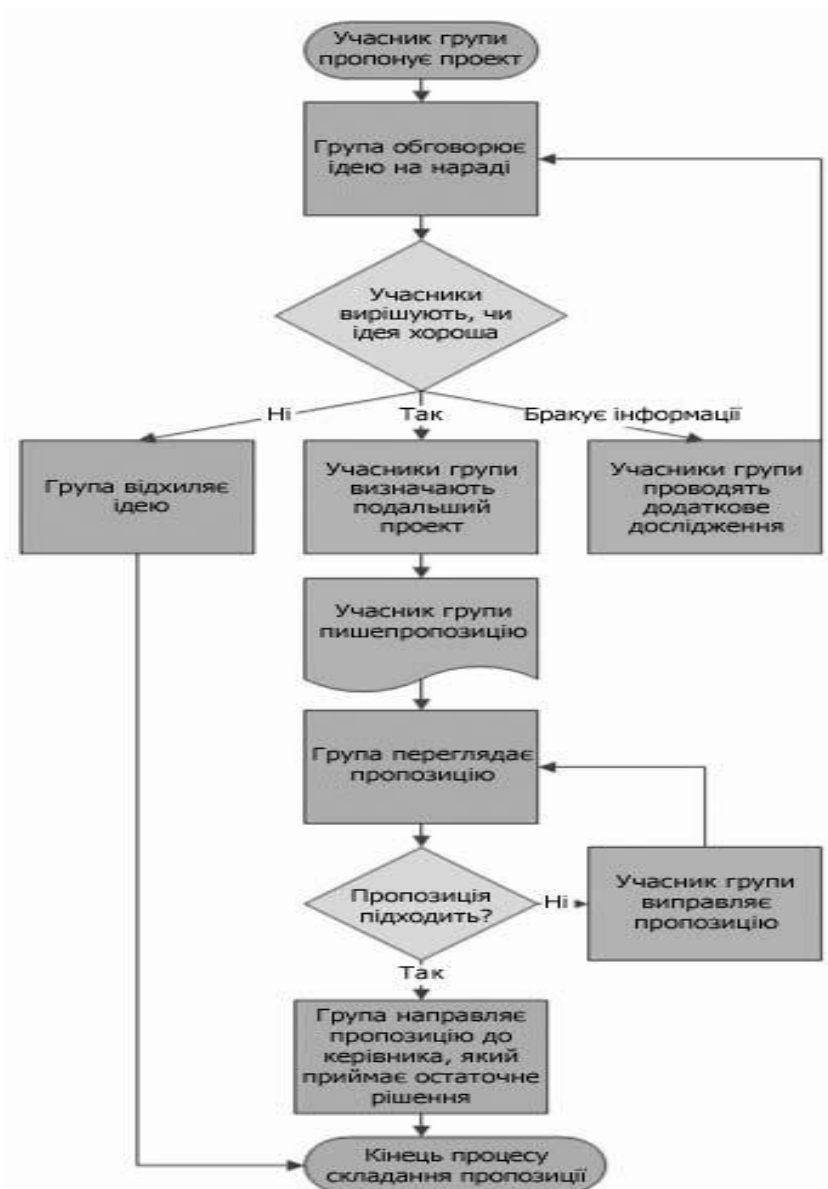 Учасник групи
пропонує проект
Група обговорює
ідею на нараді
Учасники
вирішують, чи
ідея хороша
Ні
Так
Бракує інформації
Група відхиляє
ідею
Учасники групи
визначають
подальший
проект
Учасники групи
проводять
додаткове
дослідження
Учасник групи
пишепропозицію
Група переглядає
пропозицію
Пропозиція
підходить?
Ні
Учасник групи
виправляє
пропозицію
Так
Група направляє
пропозицію до
керівника, який
приймає остаточне
рішення
Кінець процесу
складання пропозиції